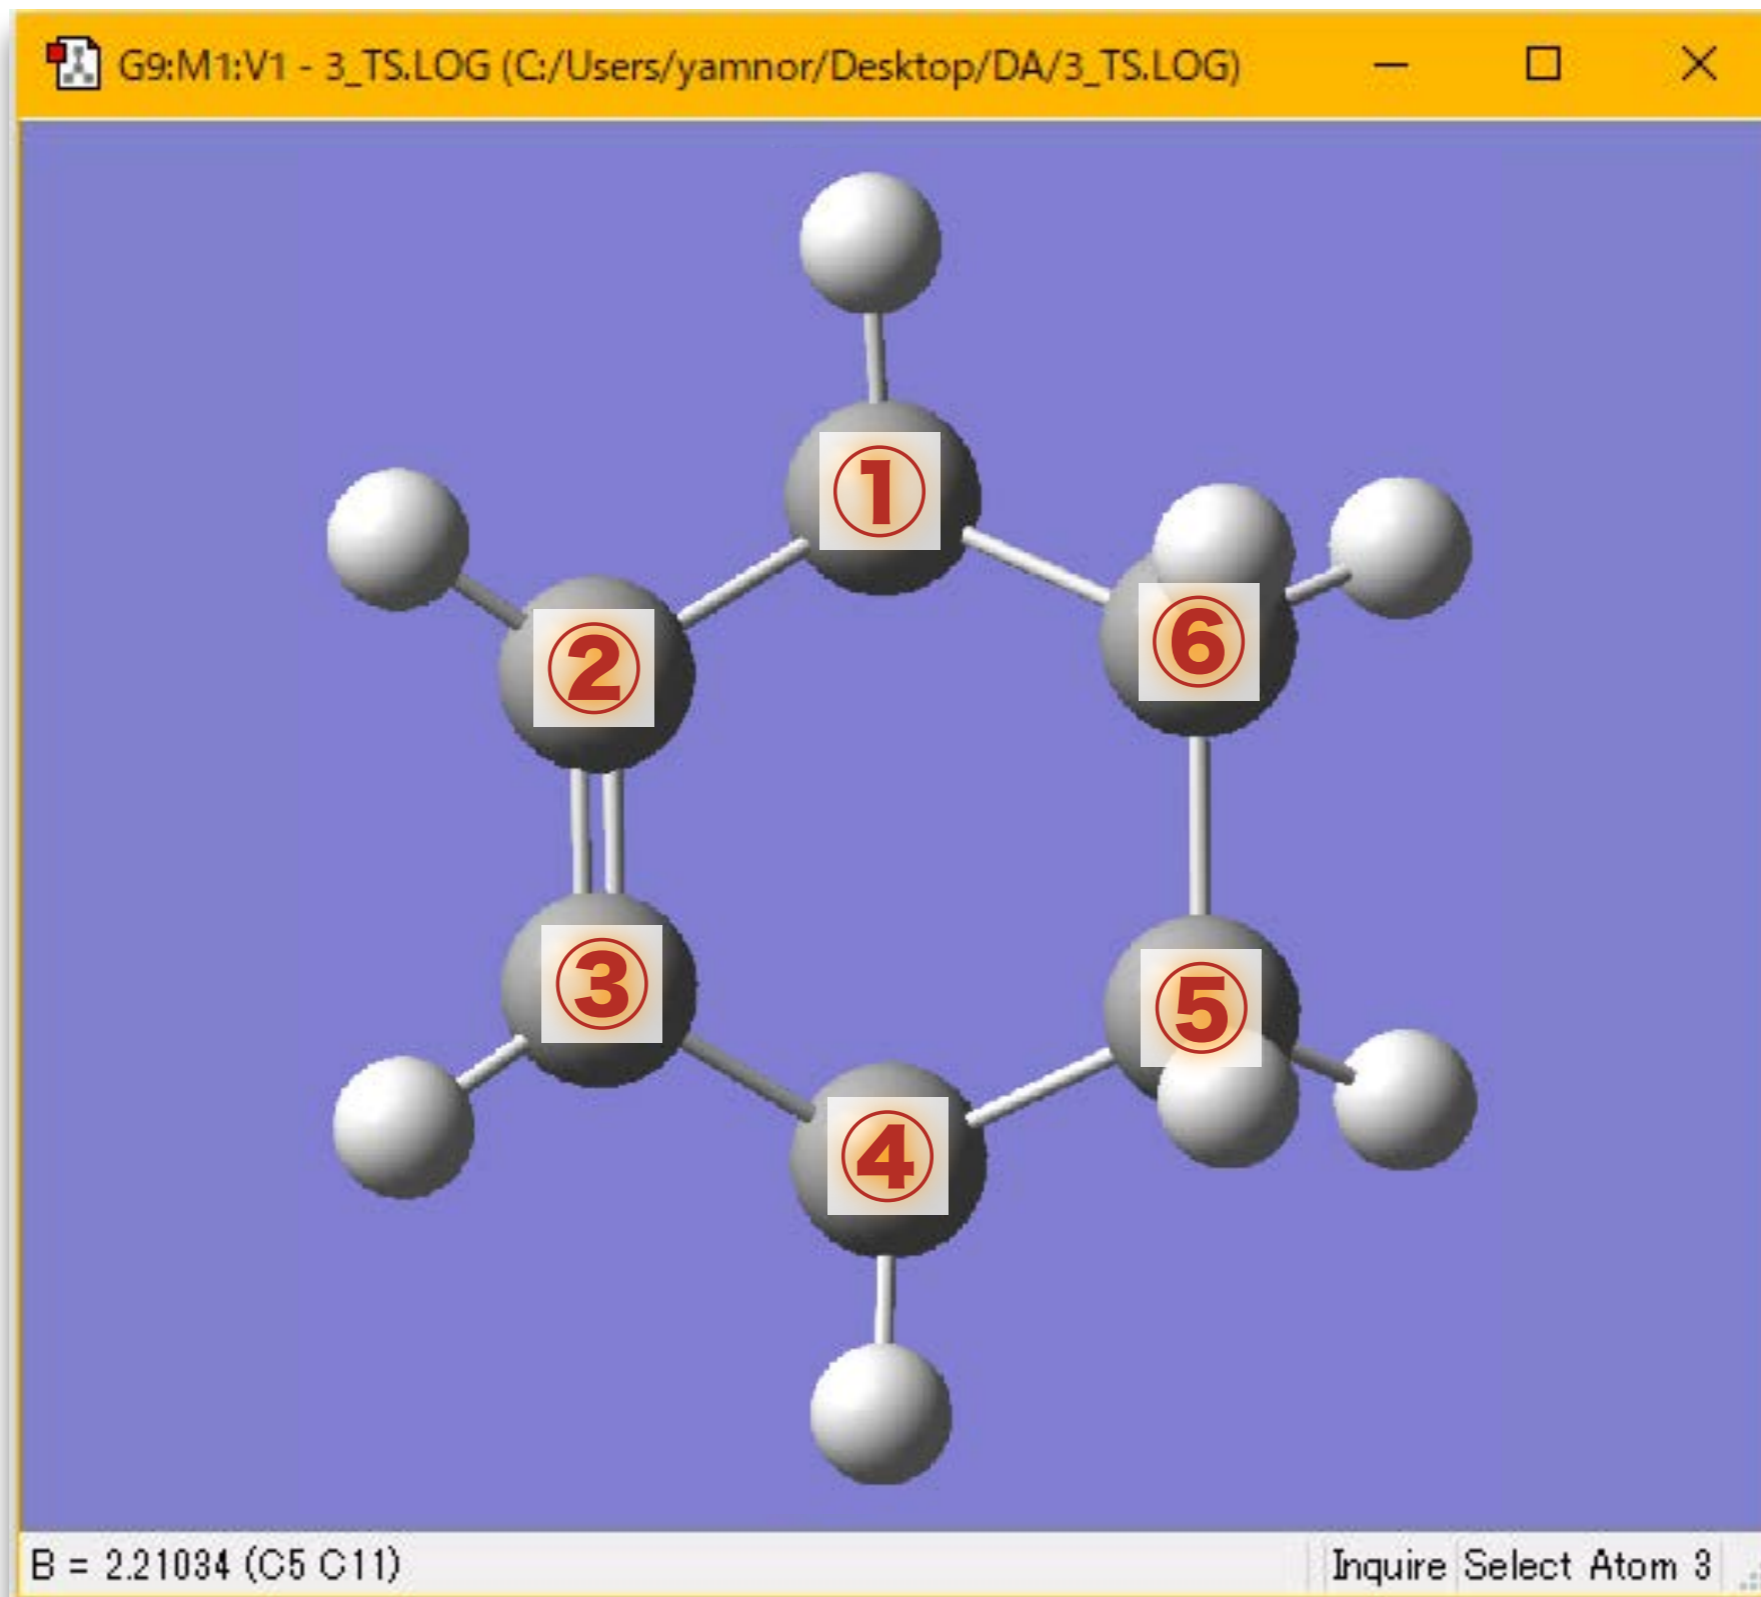 G9:M1:V1 - 3_TS.LOG (C:/Users/yamnor/Desktop/DA/3_TS.LOG)
①
②
⑥
③
⑤
④
B = 2.21034 (C5 C11)
Inquire Select Atom 3